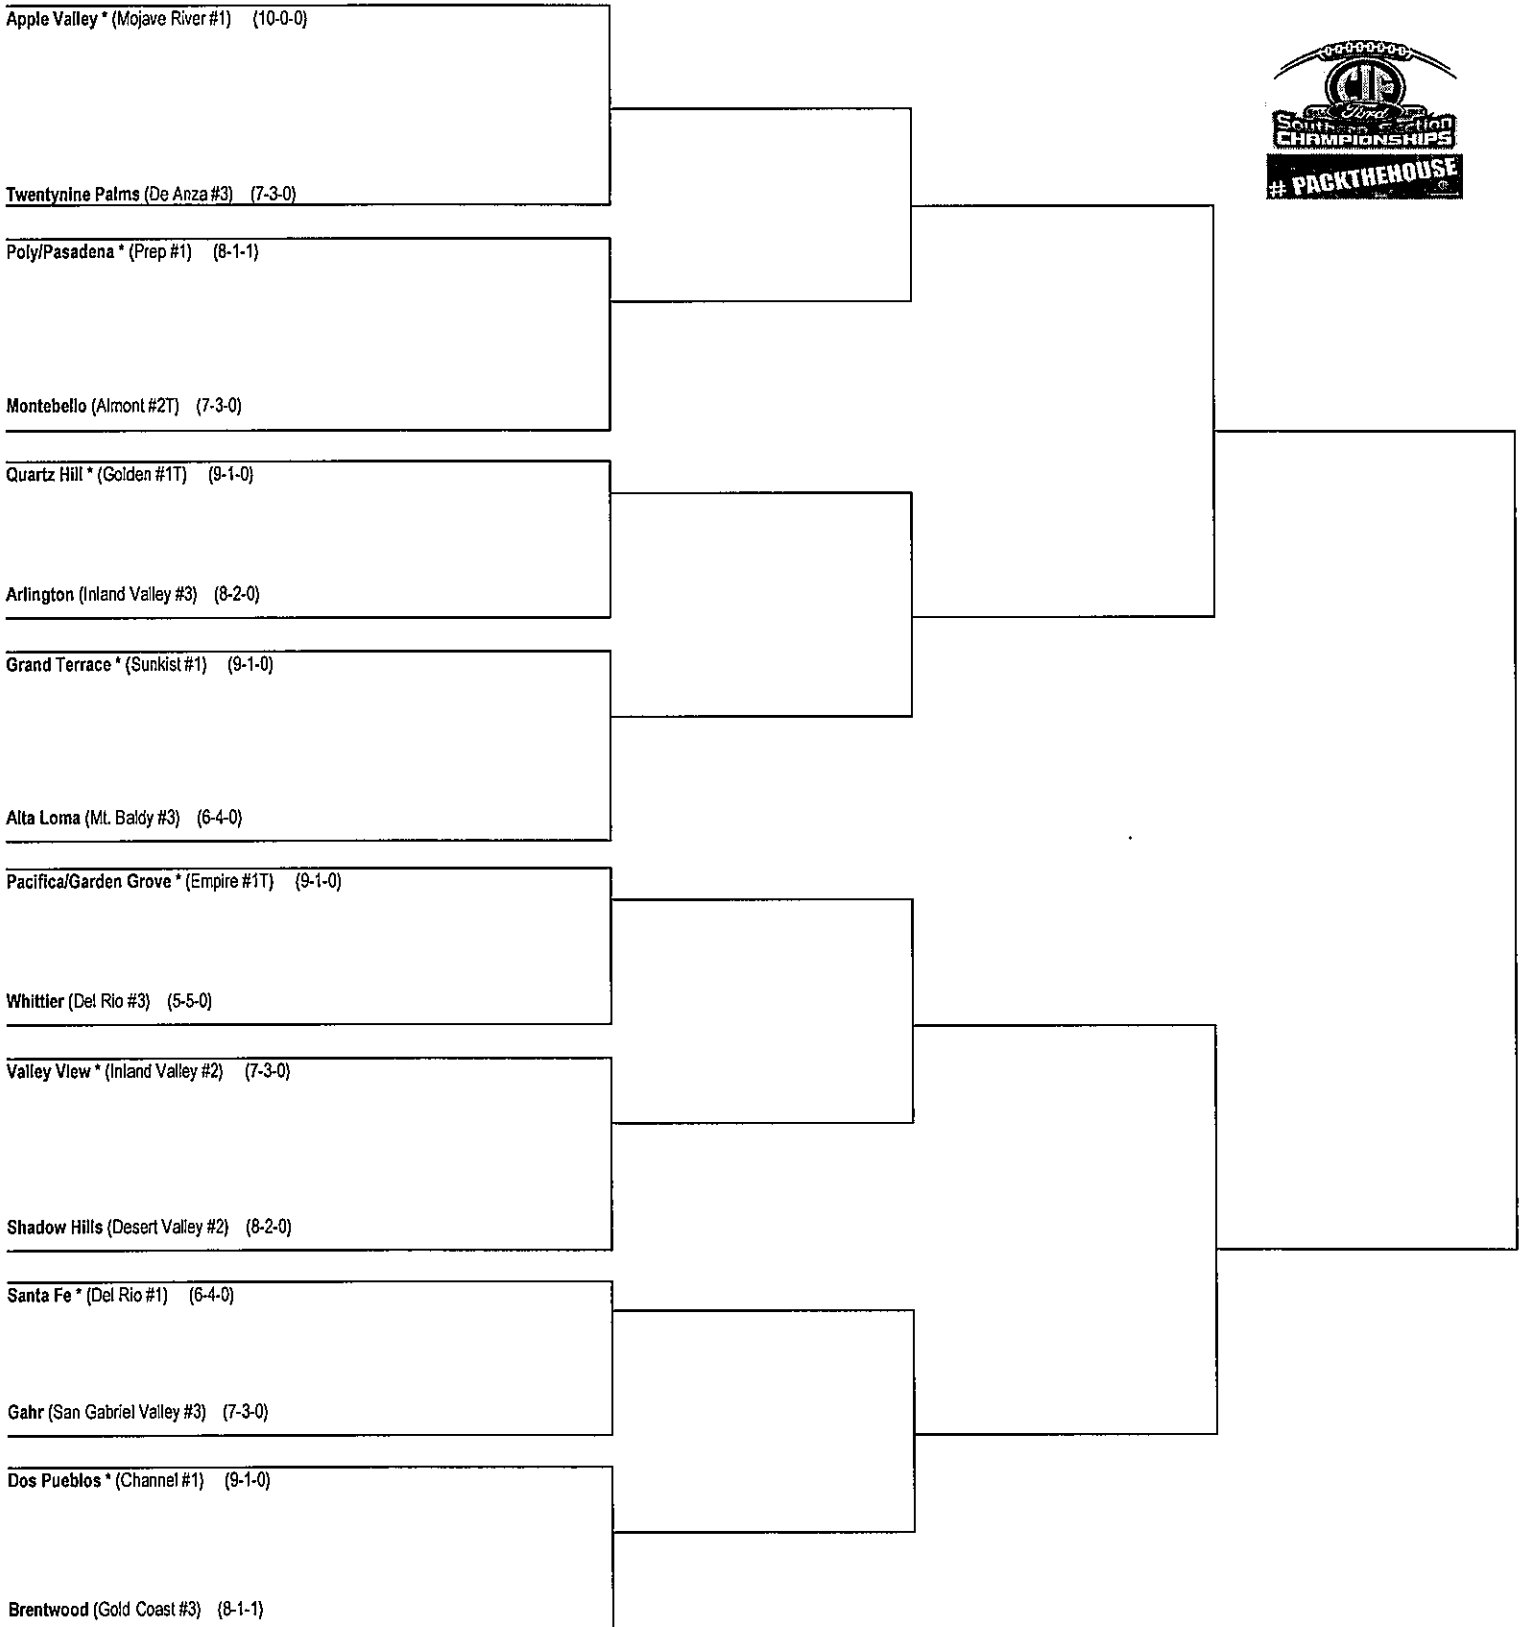 Apple Valley * (Mojave River #1) (10-0-0)
CIF
Ford
Southern Section
CHAMPIONSHIPS
# PACKTHEHOUSE
Twentynine Palms (De Anza #3) (7-3-0)
Poly/Pasadena * (Prep #1) (8-1-1)
Montebello (Almont #2T) (7-3-0)
Quartz Hill * (Golden #1T) (9-1-0)
Arlington (Inland Valley #3) (8-2-0)
Grand Terrace * (Sunkist #1) (9-1-0)
Alta Loma (Mt. Baldy #3) (6-4-0)
Pacifica/Garden Grove * (Empire #1T) (9-1-0)
Whittier (Del Rio #3) (5-5-0)
Valley View * (Inland Valley #2) (7-3-0)
Shadow Hills (Desert Valley #2) (8-2-0)
Santa Fe * (Del Rio #1) (6-4-0)
Gahr (San Gabriel Valley #3) (7-3-0)
Dos Pueblos * (Channel #1) (9-1-0)
Brentwood (Gold Coast #3) (8-1-1)